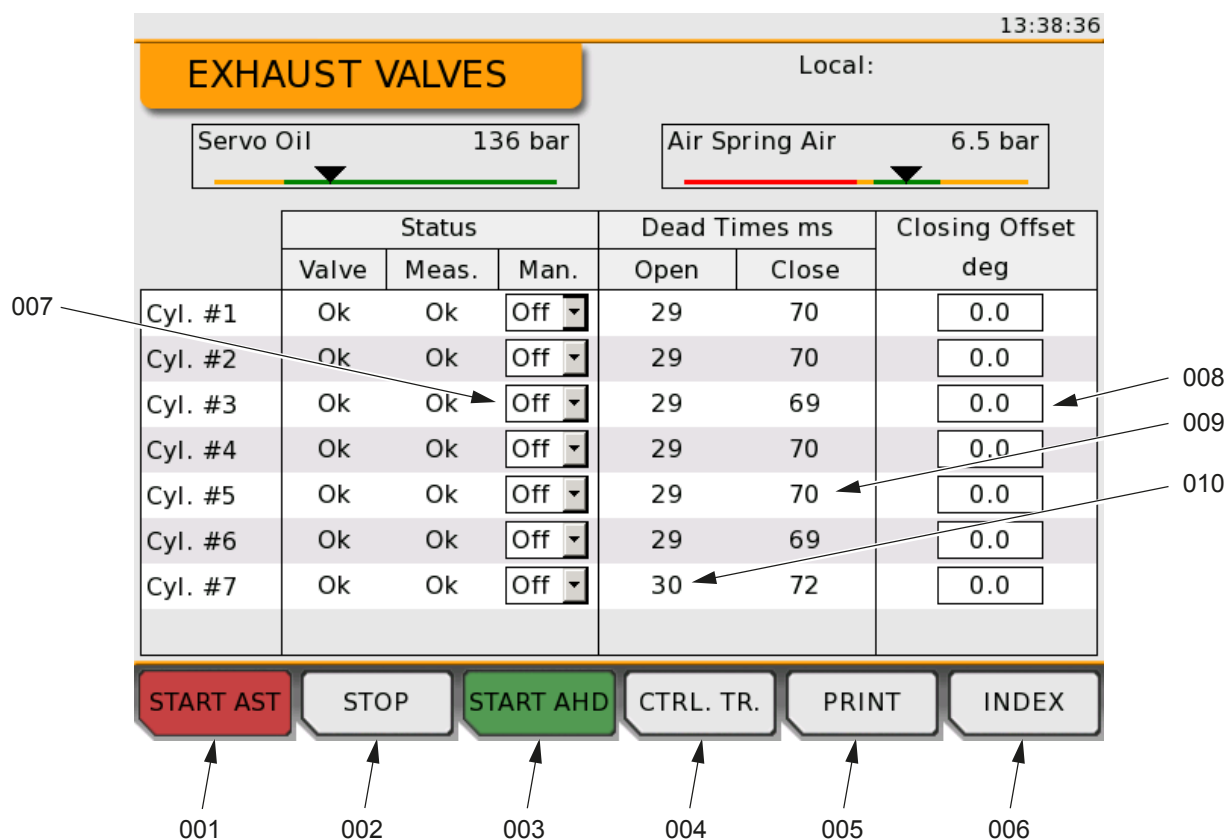 13:38:36
EXHAUST VALVES Local:
Servo Oil 136 bar Air Spring Air 6.5 bar
Status Dead Times ms Closing Offset
Valve Meas. Man. Open Close deg
007 Cyl. #1 Ok Ok Off 29 70 0.0
Cyl. #2 Ok Ok Off 29 70 0.0
008
Cyl. #3 Ok Ok Off 29 69 0.0
009
Cyl. #4 Ok Ok Off 29 70 0.0
010
Cyl. #5 Ok Ok Off 29 70 0.0
Cyl. #6 Ok Ok Off 29 69 0.0
Cyl. #7 Ok Ok Off 30 72 0.0
START AST STOP START AHD CTRL. TR. PRINT INDEX
001 002 003 004 005 006